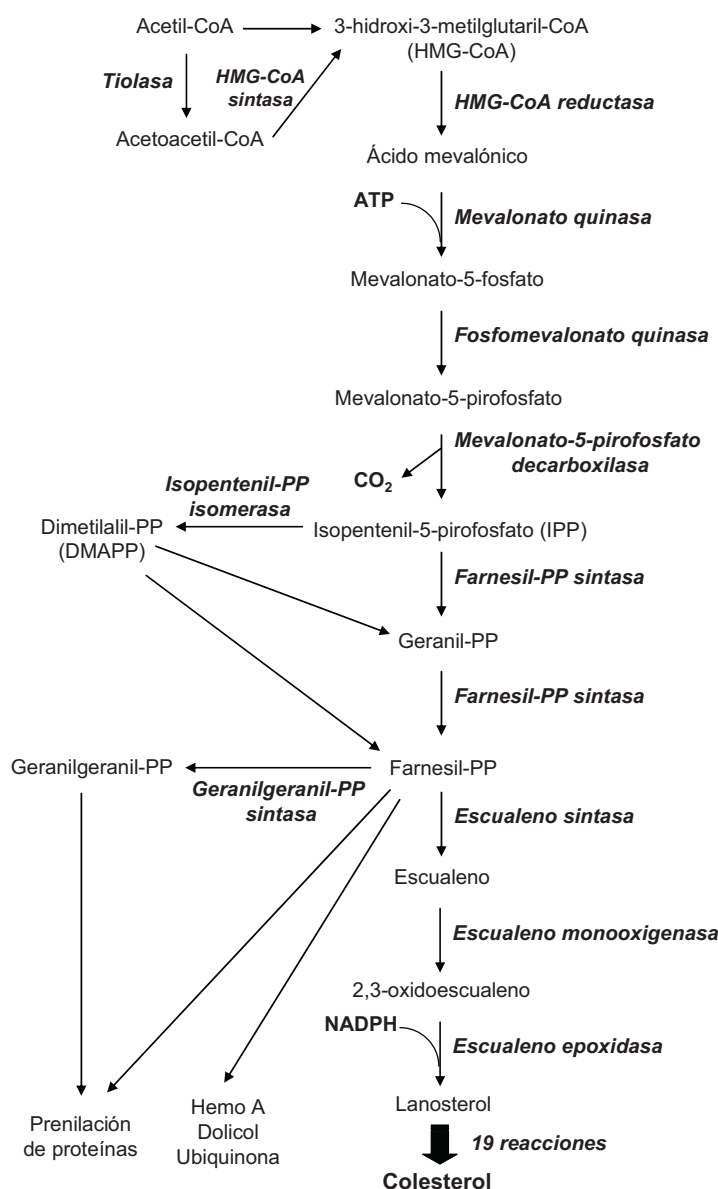 Acetil-CoA
3-hidroxi-3-metilglutaril-CoA
(HMG-CoA)
Tiolasa
HMG-CoA
sintasa
HMG-CoA reductasa
Acetoacetil-CoA
Ácido mevalónico
ATP
Mevalonato quinasa
Mevalonato-5-fosfato
Fosfomevalonato quinasa
Mevalonato-5-pirofosfato
Mevalonato-5-pirofosfato
decarboxilasa
CO₂
Isopentenil-PP
isomerasa
Dimetilalil-PP
(DMAPP)
Isopentenil-5-pirofosfato (IPP)
Farnesil-PP sintasa
Geranil-PP
Farnesil-PP sintasa
Geranilgeranil-PP
Farnesil-PP
Geranilgeranil-PP
sintasa
Escualeno sintasa
Escualeno
Escualeno monooxigenasa
2,3-oxidoescualeno
NADPH
Escualeno epoxidasa
Lanosterol
Prenilación
de proteínas
Hemo A
Dolicol
Ubiquinona
19 reacciones
Colesterol